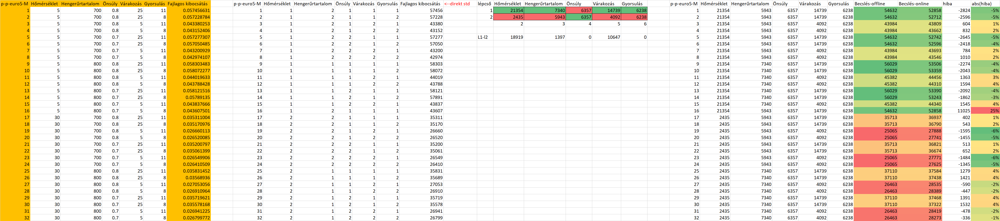 p-p-euro5-M Hőmérséklet Hengerűrtartalom Önsúly Várakozás Gyorsulás Fajlagos kibocsátás p-p-euro5-M Hőmérséklet Hengerűrtartalom Önsúly Várakozás Gyorsulás Fajlagos kibocsátás <--direkt std lépcső Hőmérséklet Hengerűrtartalom Önsúly Várakozás Gyorsulás p-p-euro5-M Hőmérséklet Hengerűrtartalom Önsúly Várakozás Gyorsulás Becslés-offline Becslés-online hiba abs(hiba)
1 5 700 0.8 25 11 0.057456631 1 1 2 1 1 1 57456 1 21354 7340 6357 14739 6238 1 21354 5943 6357 14739 6238 54632 52858 -2824 -5%
2 5 700 0.8 25 8 0.057228784 2 1 2 1 1 2 57228 2 2435 5943 6357 4092 6238 2 21354 5943 6357 14739 6238 54632 52712 -2596 -5%
3 5 700 0.8 5 11 0.043380253 3 1 2 1 2 1 43380 2 3 4 5 6 3 21354 5943 6357 4092 6238 43984 43809 604 1%
4 5 700 0.8 5 8 0.043152406 4 1 2 1 2 2 43152 4 21354 5943 6357 4092 6238 43984 43662 832 2%
5 5 700 0.7 25 11 0.057277307 5 1 2 2 1 1 57277 L1-l2 18919 1397 0 10647 0 5 21354 5943 6357 14739 6238 54632 52742 -2645 -5%
6 5 700 0.7 25 8 0.057050485 6 1 2 2 1 2 57050 6 21354 5943 6357 14739 6238 54632 52596 -2418 -4%
7 5 700 0.7 5 11 0.043200929 7 1 2 2 2 1 43200 7 21354 5943 6357 4092 6238 43984 43693 784 2%
8 5 700 0.7 5 8 0.042974107 8 1 2 2 2 2 42974 8 21354 5943 6357 4092 6238 43984 43546 1010 2%
9 5 800 0.8 25 11 0.058303483 9 1 1 1 1 1 58303 9 21354 7340 6357 14739 6238 56029 53506 -2274 -4%
10 5 800 0.8 25 8 0.058072277 10 1 1 1 1 2 58072 10 21354 7340 6357 14739 6238 56029 53359 -2043 -4%
11 5 800 0.8 5 11 0.044019633 11 1 1 1 2 1 44019 11 21354 7340 6357 4092 6238 45382 44456 1363 3%
12 5 800 0.8 5 8 0.043788428 12 1 1 1 2 2 43788 12 21354 7340 6357 4092 6238 45382 44310 1594 4%
13 5 800 0.7 25 11 0.058121516 13 1 1 2 1 1 58121 13 21354 7340 6357 14739 6238 56029 53390 -2092 -4%
14 5 800 0.7 25 8 0.05789135 14 1 1 2 1 2 57891 14 21354 7340 6357 14739 6238 56029 53243 -1862 -3%
15 5 800 0.7 5 11 0.043837666 15 1 1 2 2 1 43837 15 21354 7340 6357 4092 6238 45382 44340 1545 4%
16 5 800 0.7 5 8 0.043607501 16 1 2 1 1 1 43607 16 21354 5943 6357 14739 6238 54632 52858 11025 25%
17 30 700 0.8 25 11 0.035311004 17 2 2 1 1 1 35311 17 2435 5943 6357 14739 6238 35713 36937 402 1%
18 30 700 0.8 25 8 0.035170976 18 2 2 1 1 2 35170 18 2435 5943 6357 14739 6238 35713 36790 543 2%
19 30 700 0.8 5 11 0.026660113 19 2 2 1 2 1 26660 19 2435 5943 6357 4092 6238 25065 27888 -1595 -6%
20 30 700 0.8 5 8 0.026520085 20 2 2 1 2 2 26520 20 2435 5943 6357 4092 6238 25065 27741 -1455 -5%
21 30 700 0.7 25 11 0.035200797 21 2 2 2 1 1 35200 21 2435 5943 6357 14739 6238 35713 36821 513 1%
22 30 700 0.7 25 8 0.035061399 22 2 2 2 1 2 35061 22 2435 5943 6357 14739 6238 35713 36674 652 2%
23 30 700 0.7 5 11 0.026549906 23 2 2 2 2 1 26549 23 2435 5943 6357 4092 6238 25065 27771 -1484 -6%
24 30 700 0.7 5 8 0.026410509 24 2 2 2 2 2 26410 24 2435 5943 6357 4092 6238 25065 27625 -1345 -5%
25 30 800 0.8 25 11 0.035831452 25 2 1 1 1 1 35831 25 2435 7340 6357 14739 6238 37110 37584 1279 4%
26 30 800 0.8 25 8 0.03568936 26 2 1 1 1 2 35689 26 2435 7340 6357 14739 6238 37110 37438 1421 4%
27 30 800 0.8 5 11 0.027053056 27 2 1 1 2 1 27053 27 2435 7340 6357 4092 6238 26463 28535 -590 -2%
28 30 800 0.8 5 8 0.026910964 28 2 1 1 2 2 26910 28 2435 7340 6357 4092 6238 26463 28389 -447 -2%
29 30 800 0.7 25 11 0.035719621 29 2 1 2 1 1 35719 29 2435 7340 6357 14739 6238 37110 37468 1391 4%
30 30 800 0.7 25 8 0.035578168 30 2 1 2 1 2 35578 30 2435 7340 6357 14739 6238 37110 37322 1532 4%
31 30 800 0.7 5 11 0.026941225 31 2 1 2 2 1 26941 31 2435 7340 6357 4092 6238 26463 28419 -478 -2%
32 30 800 0.7 5 8 0.026799772 32 2 1 2 2 2 26799 32 2435 7340 6357 4092 6238 26463 28273 -336 -1%